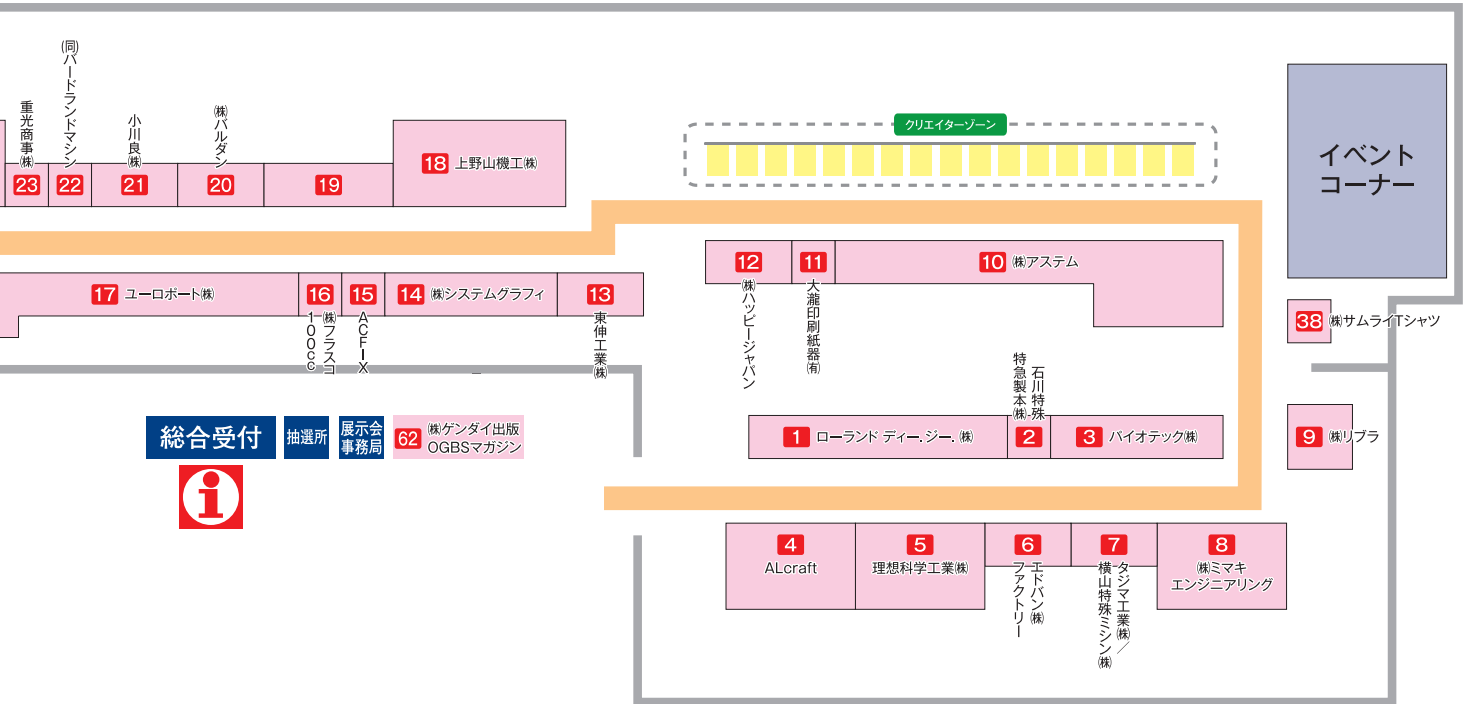 重光商事㈱
23
(同)バードランドマシン
22
小川良㈱
21
㈱バルダン
20
19
18 上野山機工㈱
クリエイターゾーン
イベント
コーナー
17 ユーロポート㈱
16
㈱フラスコ
100cc
15
ACFIX
14 ㈱システムグラフィ
13
東伸工業㈱
12
㈱ハッピージャパン
11
大瀧印刷紙器㈲
10 ㈱アステム
38 ㈱サムライTシャツ
総合受付
抽選所
展示会
事務局
62
㈱ゲンダイ出版
OGBSマガジン
1 ローランド ディー.ジー.㈱
石川特殊
特急製本㈱
2
3 バイオテック㈱
9 ㈱リブラ
4
ALcraft
5
理想科学工業㈱
6
エドバン㈱
ファクトリー
7
タジマ工業㈱／
横山特殊ミシン㈱
8
㈱ミマキ
エンジニアリング